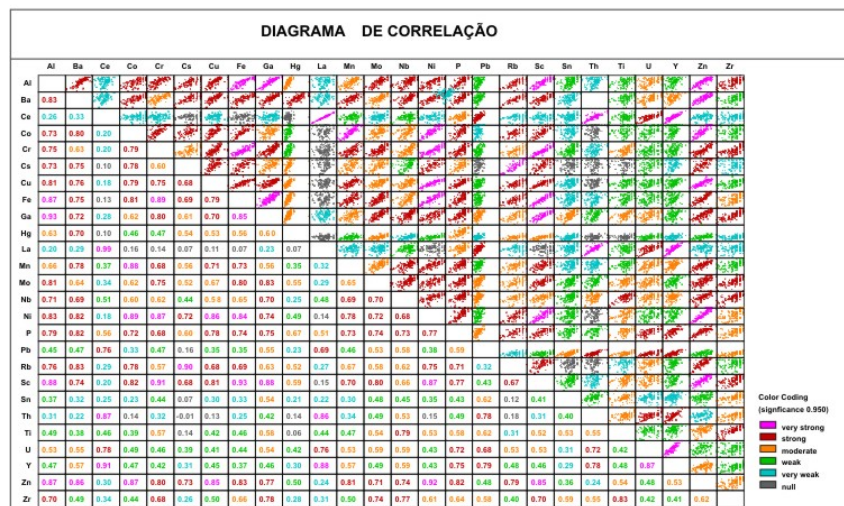 DIAGRAMA DE CORRELAÇÃO
Al Ba Ce Co Cr Cs Cu Fe Ga Hg La Mn Mo Nb Ni P Pb Rb Sc Sn Th Ti U Y Zn Zr
Al
Ba 0.83
Ce 0.26 0.33
Co 0.73 0.80 0.20
Cr 0.75 0.63 0.20 0.79
Cs 0.73 0.75 0.10 0.78 0.60
Cu 0.81 0.76 0.18 0.79 0.75 0.68
Fe 0.87 0.75 0.13 0.81 0.89 0.69 0.79
Ga 0.93 0.72 0.28 0.62 0.80 0.61 0.70 0.85
Hg 0.63 0.70 0.10 0.46 0.47 0.54 0.53 0.56 0.60
La 0.20 0.29 0.99 0.16 0.14 0.07 0.11 0.07 0.23 0.07
Mn 0.66 0.78 0.37 0.88 0.68 0.56 0.71 0.73 0.56 0.35 0.32
Mo 0.81 0.64 0.34 0.62 0.75 0.52 0.67 0.80 0.83 0.55 0.29 0.65
Nb 0.71 0.69 0.51 0.60 0.62 0.44 0.58 0.65 0.70 0.25 0.48 0.69 0.70
Ni 0.83 0.82 0.18 0.89 0.87 0.72 0.86 0.84 0.74 0.49 0.14 0.78 0.72 0.68
P 0.79 0.82 0.56 0.72 0.68 0.60 0.78 0.74 0.75 0.67 0.51 0.73 0.74 0.73 0.77
Pb 0.45 0.47 0.76 0.33 0.47 0.16 0.35 0.35 0.55 0.23 0.69 0.46 0.53 0.58 0.38 0.59
Rb 0.76 0.83 0.29 0.78 0.57 0.90 0.68 0.69 0.63 0.52 0.27 0.67 0.58 0.62 0.75 0.71 0.32
Sc 0.88 0.74 0.20 0.82 0.91 0.68 0.81 0.93 0.88 0.59 0.15 0.70 0.80 0.66 0.87 0.77 0.43 0.67
Sn 0.37 0.32 0.25 0.23 0.44 0.07 0.30 0.33 0.54 0.21 0.22 0.30 0.48 0.45 0.35 0.43 0.62 0.12 0.41
Th 0.31 0.22 0.87 0.14 0.32 -0.01 0.13 0.25 0.42 0.14 0.86 0.34 0.49 0.53 0.15 0.49 0.78 0.18 0.31 0.40
Ti 0.49 0.38 0.46 0.39 0.57 0.14 0.42 0.46 0.58 0.06 0.44 0.47 0.54 0.79 0.53 0.58 0.62 0.31 0.52 0.53 0.55
U 0.53 0.55 0.78 0.49 0.46 0.39 0.41 0.44 0.54 0.42 0.76 0.53 0.59 0.59 0.43 0.72 0.68 0.53 0.53 0.31 0.72 0.42
Y 0.47 0.57 0.91 0.47 0.42 0.31 0.45 0.37 0.46 0.30 0.88 0.57 0.49 0.59 0.43 0.75 0.79 0.48 0.46 0.29 0.78 0.48 0.87
Zn 0.87 0.86 0.30 0.87 0.80 0.73 0.85 0.83 0.77 0.50 0.24 0.81 0.71 0.74 0.92 0.82 0.48 0.79 0.85 0.36 0.24 0.54 0.48 0.53
Zr 0.70 0.49 0.34 0.44 0.68 0.26 0.50 0.66 0.78 0.28 0.31 0.50 0.74 0.77 0.61 0.64 0.58 0.40 0.70 0.59 0.55 0.83 0.42 0.41 0.62
Color Coding
(signficance 0.950)
very strong
strong
moderate
weak
very weak
null